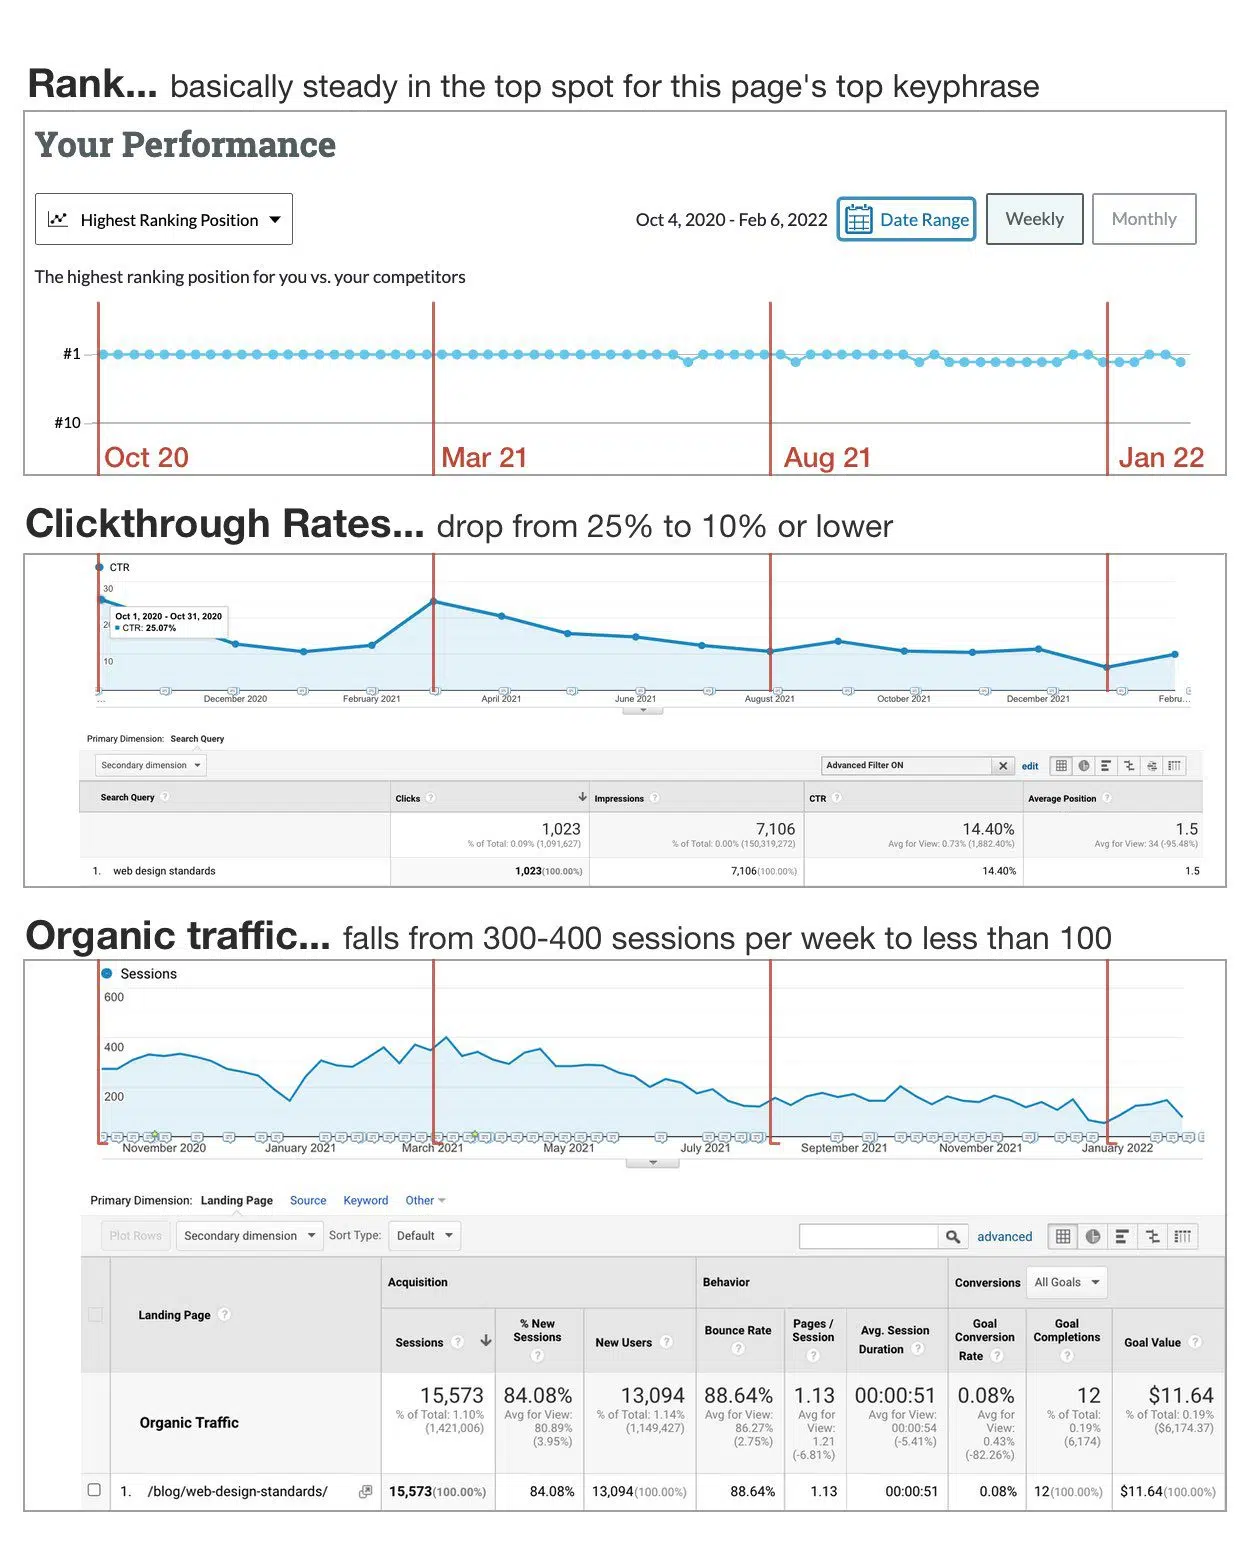 Rank... basically steady in the top spot for this page's top keyphrase
Your Performance
Highest Ranking Position
Oct 4, 2020 - Feb 6, 2022
Date Range
Weekly
Monthly
The highest ranking position for you vs. your competitors
#1
#10
Oct 20
Mar 21
Aug 21
Jan 22
Clickthrough Rates... drop from 25% to 10% or lower
CTR
30
Oct 1, 2020 - Oct 31, 2020
CTR: 25.07%
10
... December 2020 February 2021 April 2021 June 2021 August 2021 October 2021 December 2021 Febru...
Primary Dimension: Search Query
Secondary dimension
Advanced Filter ON
edit
Search Query ? Clicks ? Impressions ? CTR ? Average Position ?
1,023 7,106 14.40% 1.5
% of Total: 0.09% (1,091,627) % of Total: 0.00% (150,319,272) Avg for View: 0.73% (1,882.40%) Avg for View: 34 (-95.48%)
1. web design standards 1,023(100.00%) 7,106(100.00%) 14.40% 1.5
Organic traffic... falls from 300-400 sessions per week to less than 100
Sessions
600
400
200
November 2020 January 2021 March 2021 May 2021 July 2021 September 2021 November 2021 January 2022
Primary Dimension: Landing Page Source Keyword Other
Plot Rows Secondary dimension Sort Type: Default advanced
Acquisition Behavior Conversions All Goals
Landing Page ?
Sessions ?
% New
Sessions
?
New Users ?
Bounce Rate
?
Pages /
Session
?
Avg. Session
Duration ?
Goal
Conversion
Rate ?
Goal
Completions
?
Goal Value ?
Organic Traffic
15,573
% of Total: 1.10%
(1,421,006)
84.08%
Avg for View:
80.89%
(3.95%)
13,094
% of Total: 1.14%
(1,149,427)
88.64%
Avg for View:
86.27%
(2.75%)
1.13
Avg for
View:
1.21
(-6.81%)
00:00:51
Avg for View:
00:00:54
(-5.41%)
0.08%
Avg for
View:
0.43%
(-82.26%)
12
% of Total:
0.19%
(6,174)
$11.64
% of Total: 0.19%
($6,174.37)
1. /blog/web-design-standards/ 15,573(100.00%) 84.08% 13,094(100.00%) 88.64% 1.13 00:00:51 0.08% 12(100.00%) $11.64(100.00%)